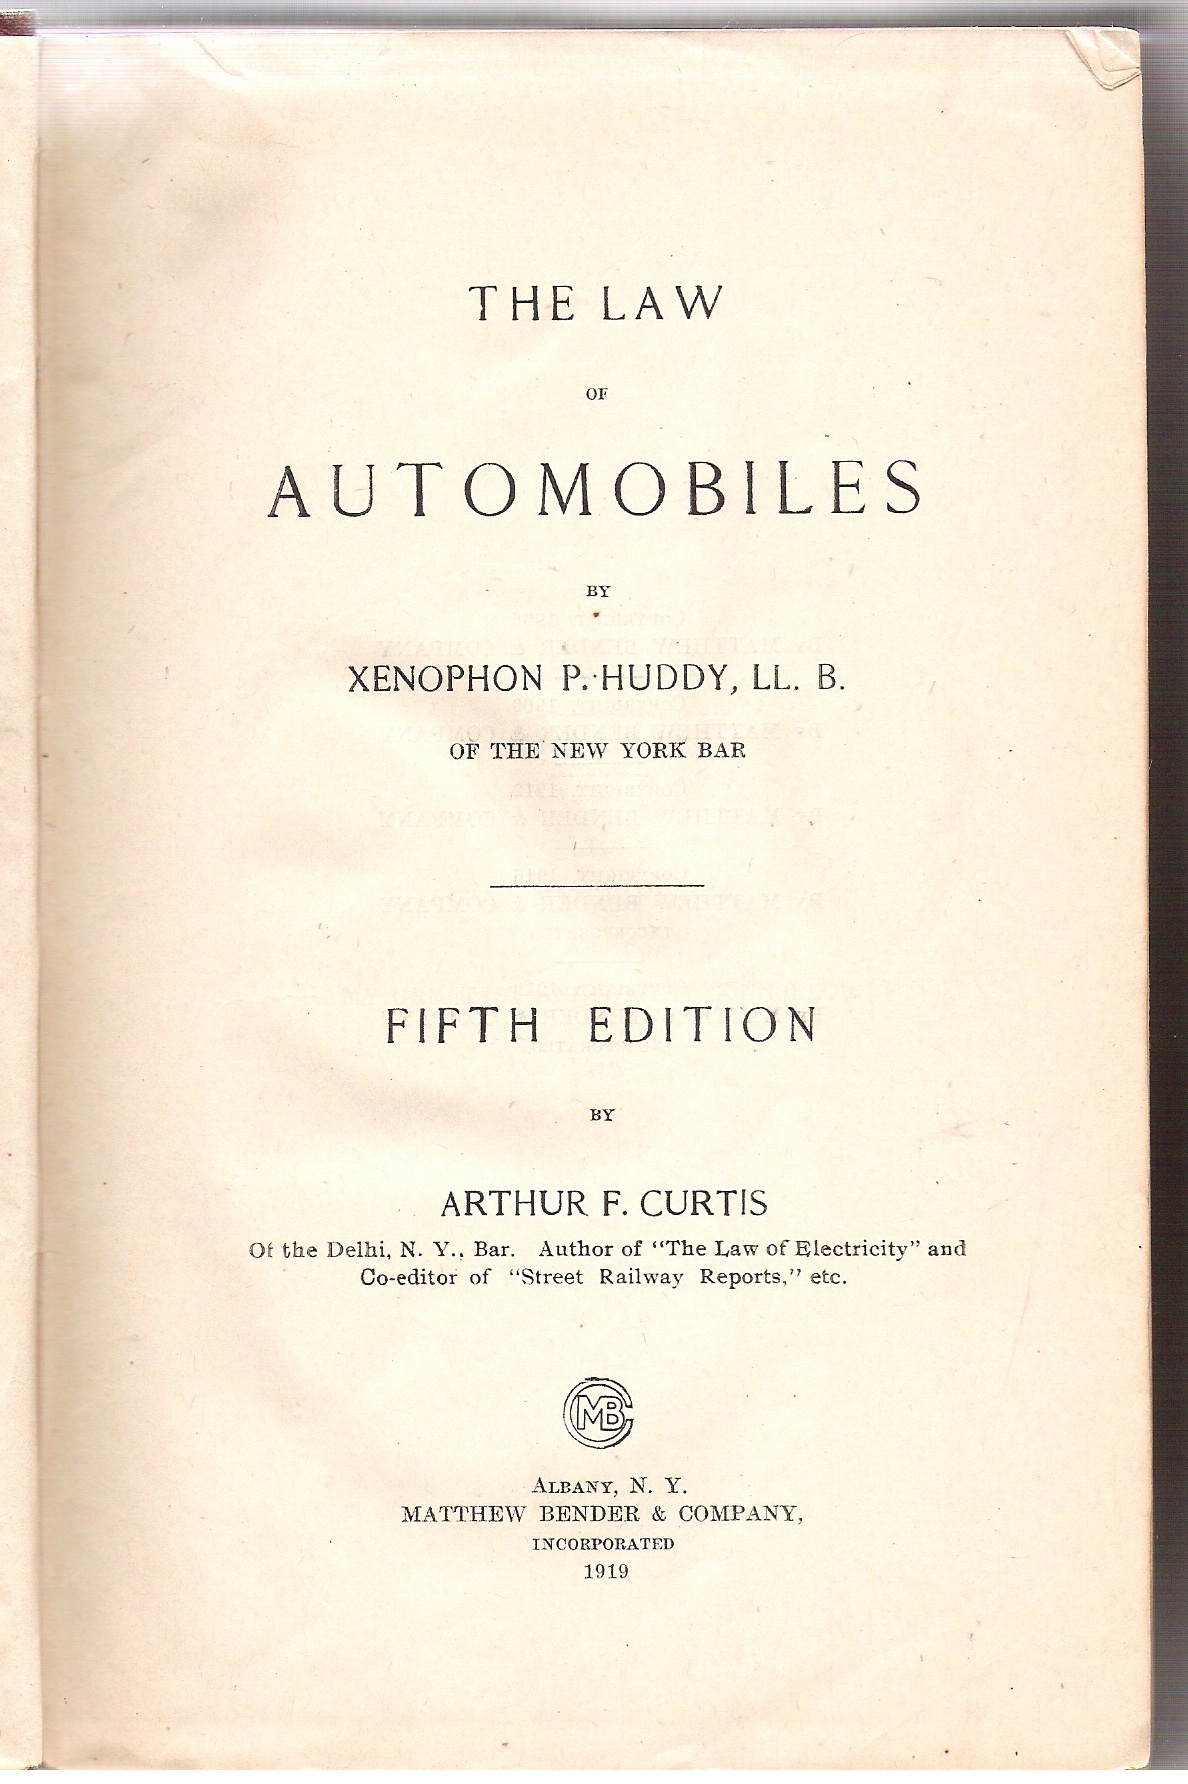 THE LAW
OF
AUTOMOBILES
BY
XENOPHON P. HUDDY, LL. B.
OF THE NEW YORK BAR
FIFTH EDITION
BY
ARTHUR F. CURTIS
Of the Delhi, N. Y., Bar. Author of "The Law of Electricity" and
Co-editor of "Street Railway Reports," etc.
MBC
ALBANY, N. Y.
MATTHEW BENDER & COMPANY,
INCORPORATED
1919